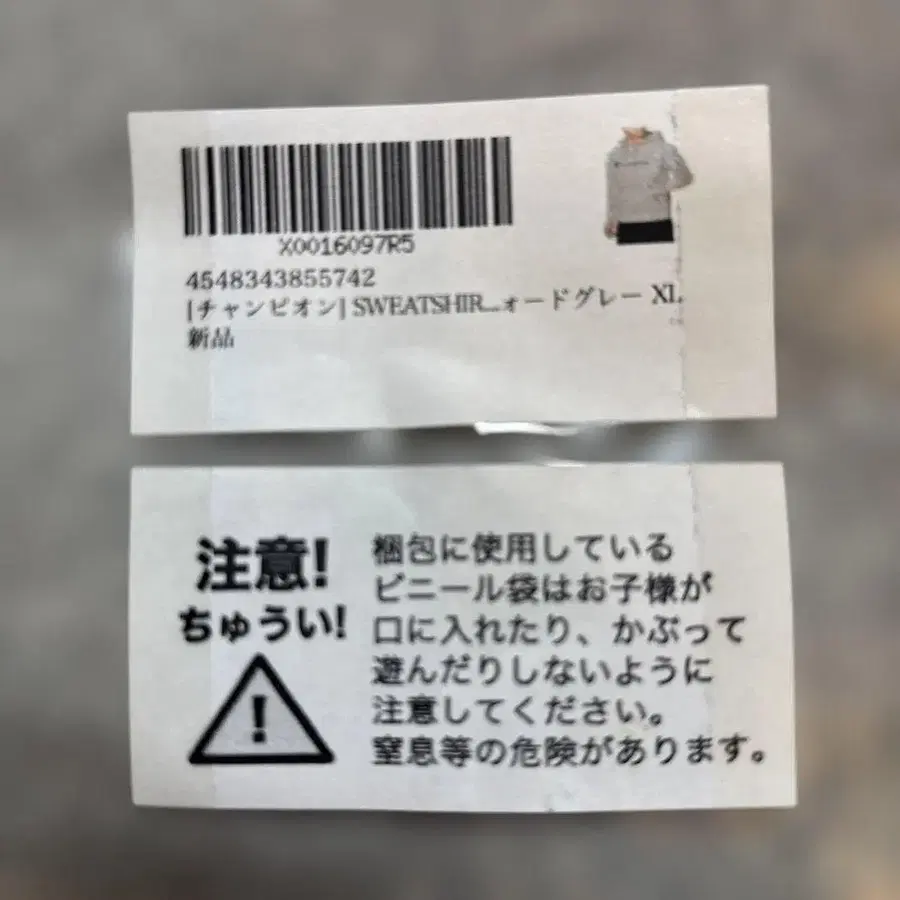 X0016097R5
4548343855742
[チャンピオン] SWEATSHIR...ォードグレー XL
新品
注意!
ちゅうい!
!
梱包に使用している
ビニール袋はお子様が
口に入れたり、かぶって
遊んだりしないように
注意してください。
窒息等の危険があります。